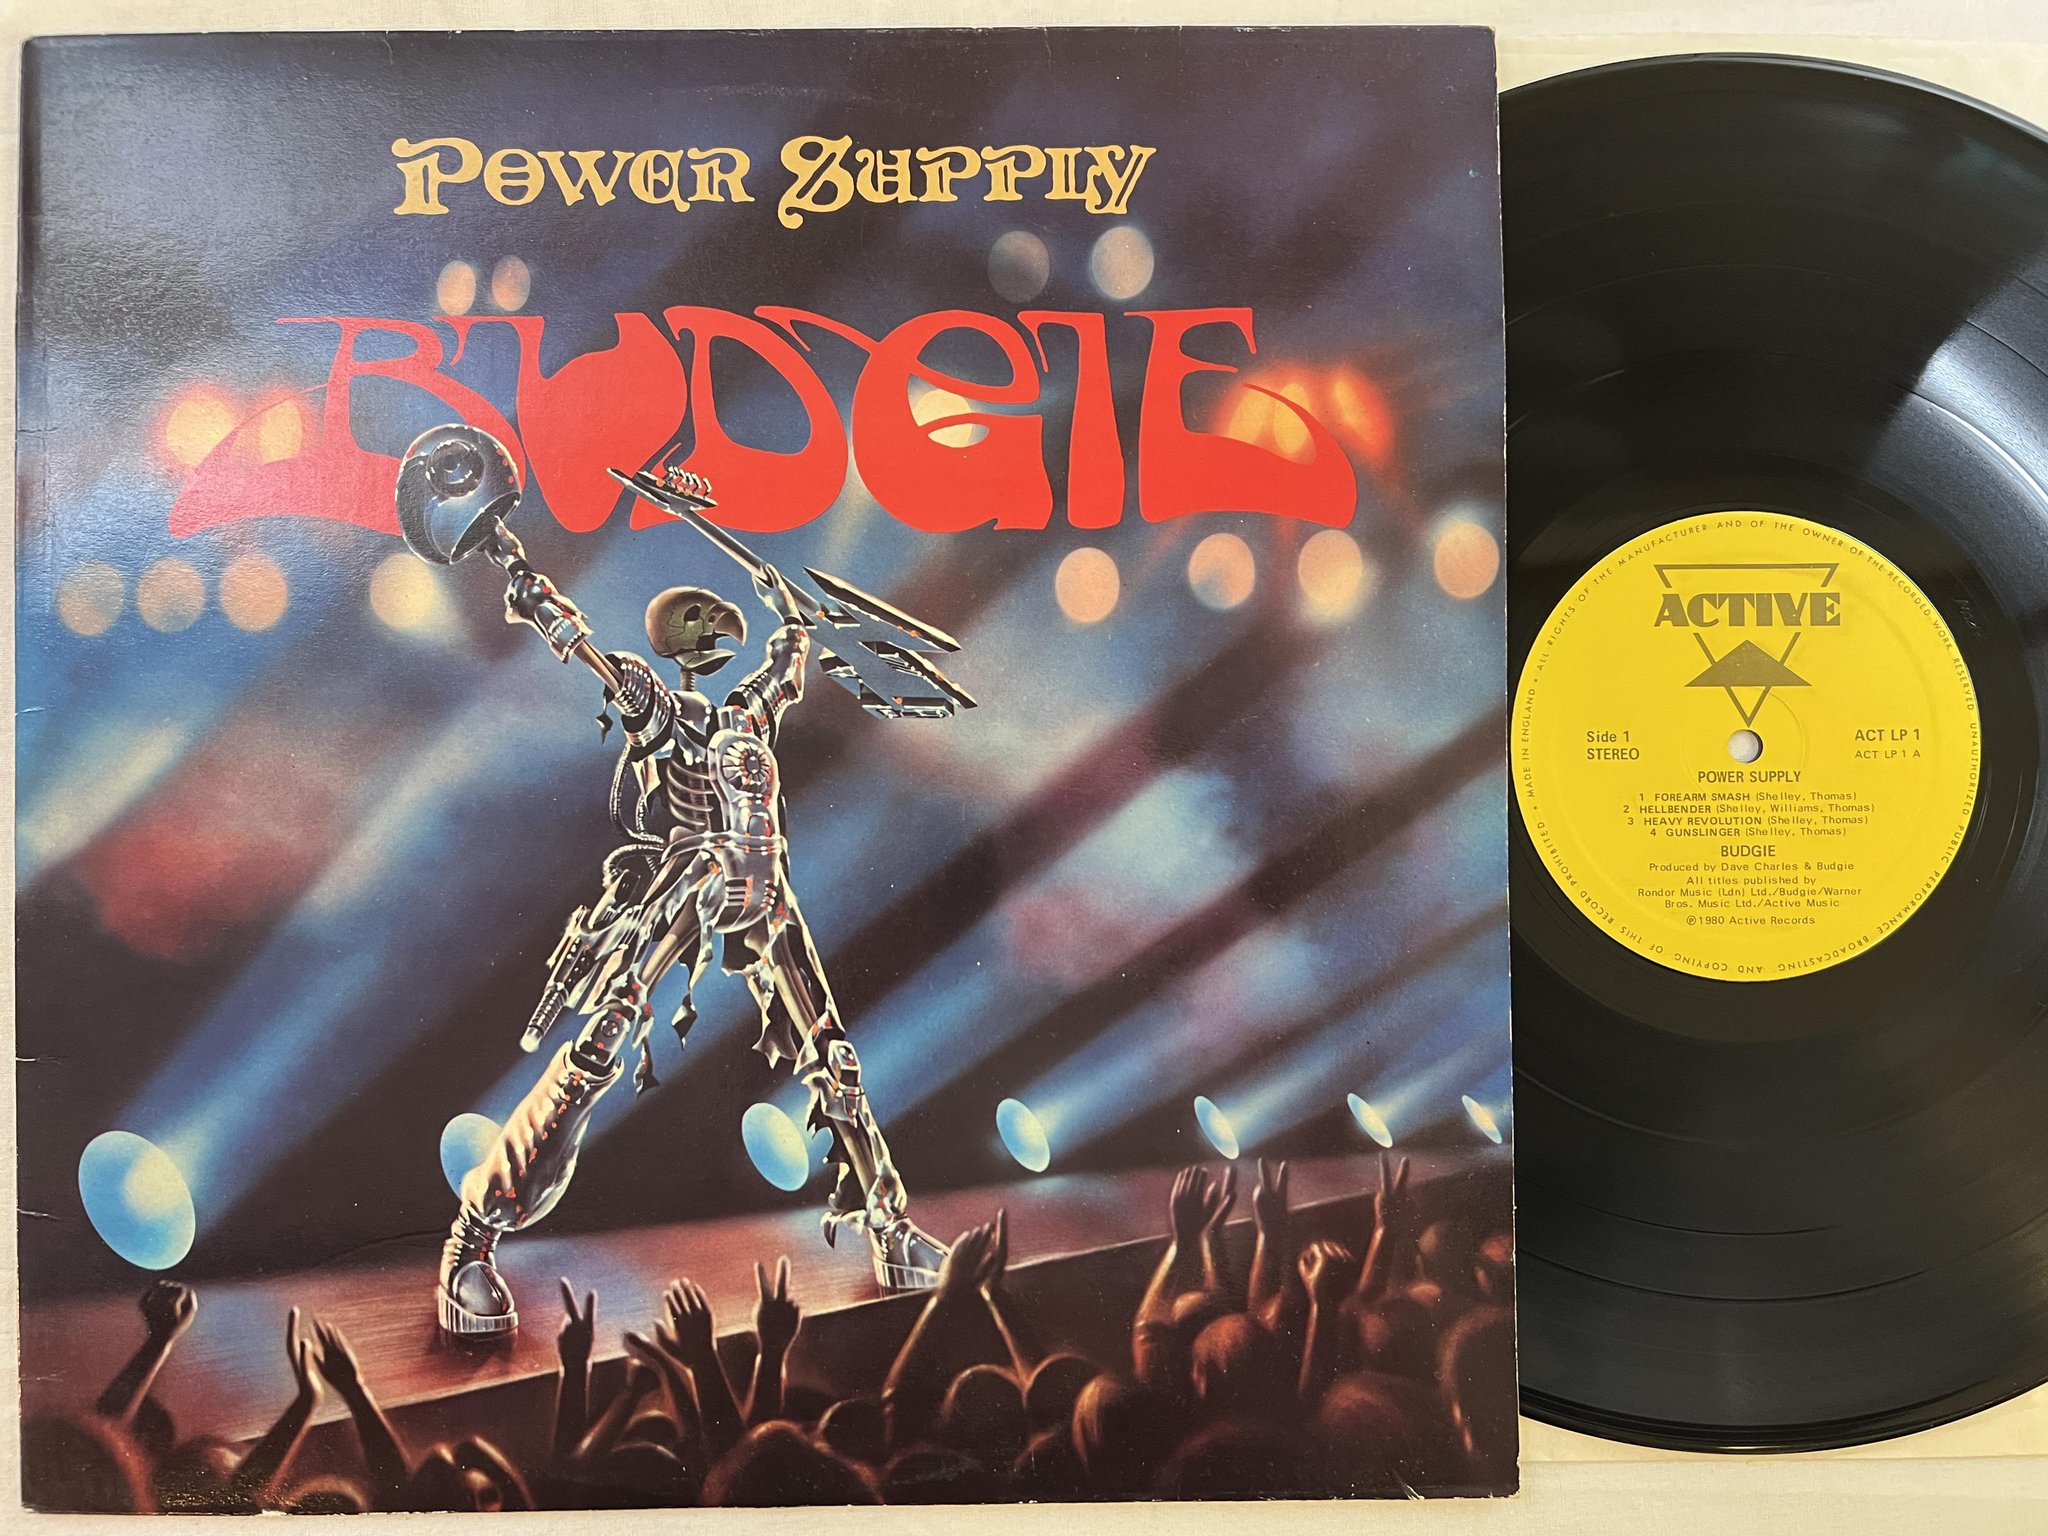 POWER SUPPLY
BUDGIE
ALL RIGHTS OF THE MANUFACTURER AND OF THE OWNER OF THE RECORDED WORK RESERVED UNAUTHORIZED PUBLIC PERFORMANCE BROADCASTING AND COPYING OF THIS RECORD PROHIBITED • MADE IN ENGLAND •
ACTIVE
Side 1
STEREO
ACT LP 1
ACT LP 1 A
POWER SUPPLY
1 FOREARM SMASH (Shelley, Thomas)
2 HELLBENDER (Shelley, Williams, Thomas)
3 HEAVY REVOLUTION (Shelley, Thomas)
4 GUNSLINGER (Shelley, Thomas)
BUDGIE
Produced by Dave Charles & Budgie
All titles published by
Rondor Music (Ldn) Ltd./Budgie/Warner
Bros. Music Ltd./Active Music
℗1980 Active Records